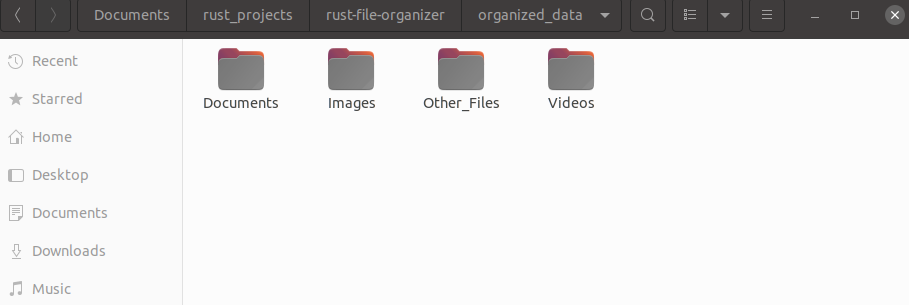 Documents rust_projects rust-file-organizer organized_data
Recent
Starred
Home
Desktop
Documents
Downloads
Music
Documents Images Other_Files Videos